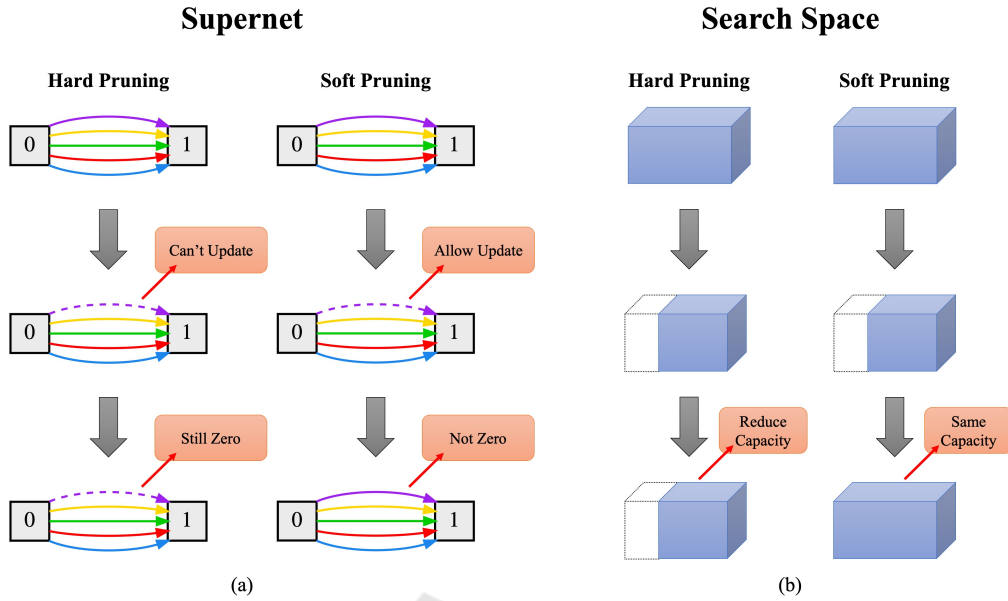 Supernet
Search Space
Hard Pruning
Soft Pruning
Hard Pruning
Soft Pruning
0
1
0
1
Can't Update
Allow Update
0
1
0
1
Still Zero
Not Zero
Reduce
Capacity
Same
Capacity
0
1
0
1
(a)
(b)